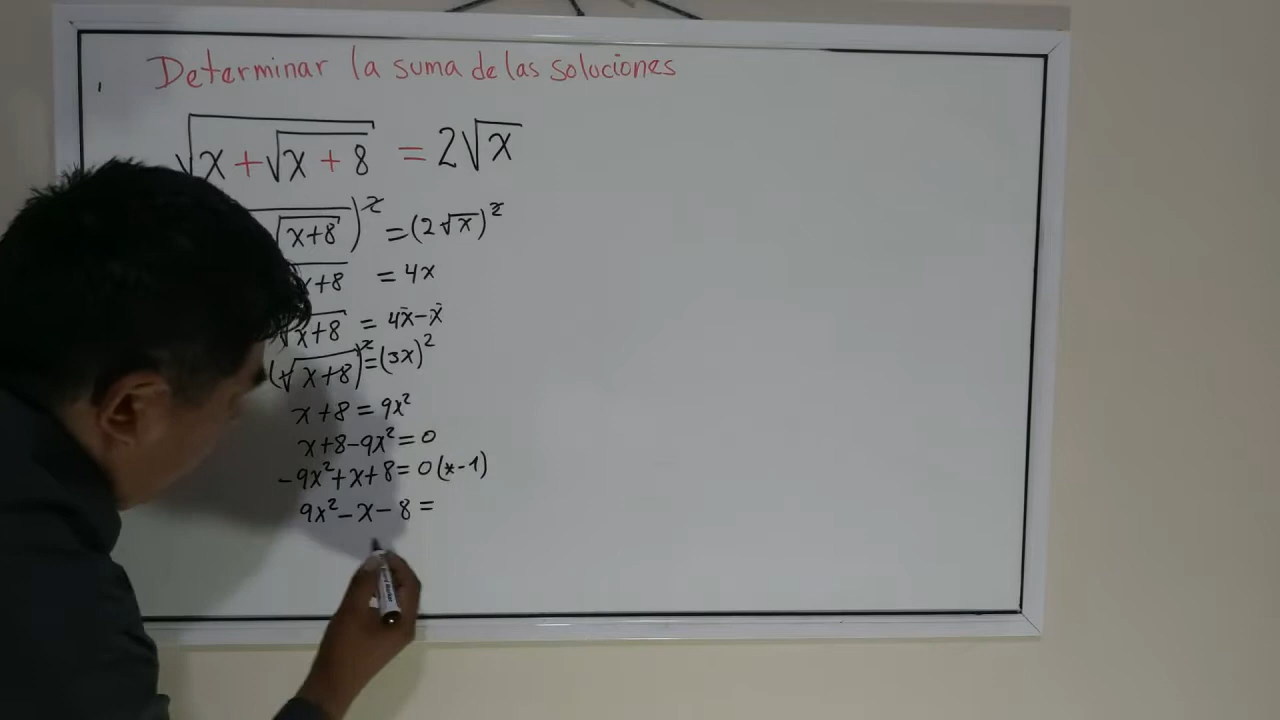 Determinar la suma de las soluciones
√(x+√(x+8)) = 2√x
√(x+8))² = (2√x)²
x+8 = 4x
√(x+8) = 4x-x
(√(x+8))² = (3x)²
x+8 = 9x²
x+8-9x² = 0
-9x²+x+8 = 0 (*-1)
9x²-x-8 =